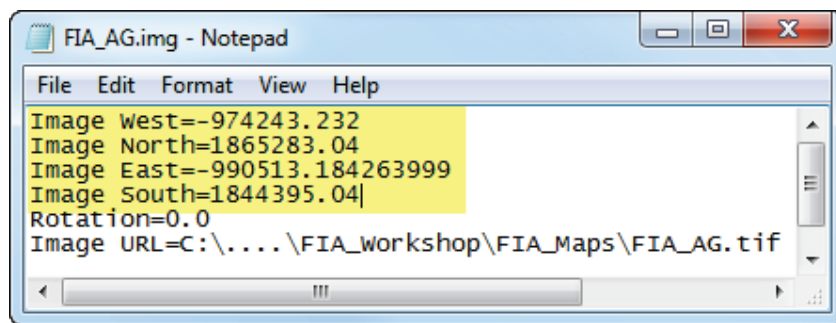 FIA_AG.img - Notepad
File Edit Format View Help
Image West=-974243.232
Image North=1865283.04
Image East=-990513.184263999
Image South=1844395.04
Rotation=0.0
Image URL=C:\....\FIA_Workshop\FIA_Maps\FIA_AG.tif